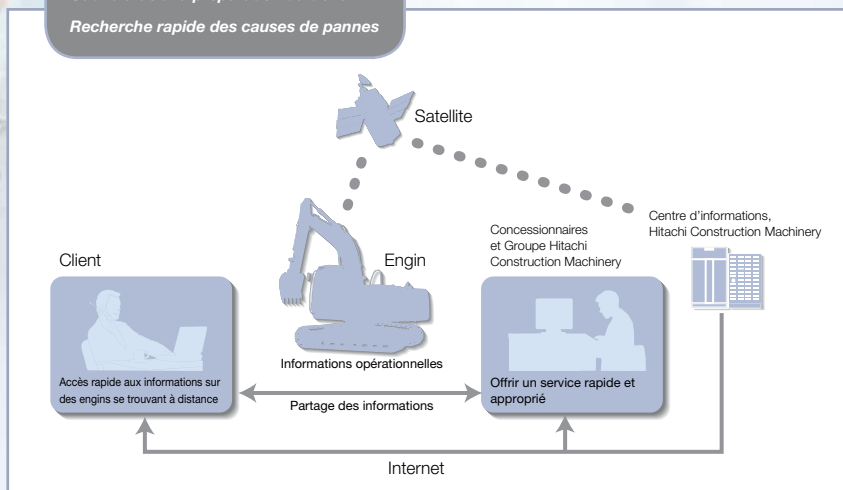 Recherche rapide des causes de pannes
Satellite
Centre d'informations,
Hitachi Construction Machinery
Concessionnaires
et Groupe Hitachi
Construction Machinery
Client
Engin
Informations opérationnelles
Accès rapide aux informations sur
des engins se trouvant à distance
Offrir un service rapide et
approprié
Partage des informations
Internet